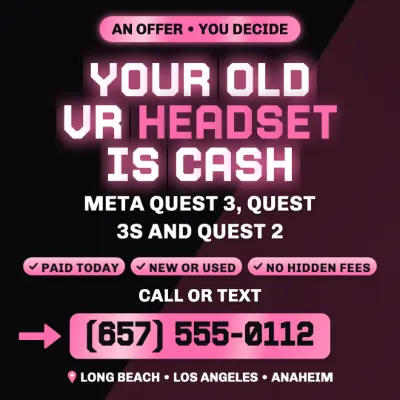 AN OFFER • YOU DECIDE
YOUR OLD
VR HEADSET
IS CASH
META QUEST 3, QUEST
3S AND QUEST 2
✓ PAID TODAY ✓ NEW OR USED ✓ NO HIDDEN FEES
CALL OR TEXT
(657) 555-0112
LONG BEACH • LOS ANGELES • ANAHEIM